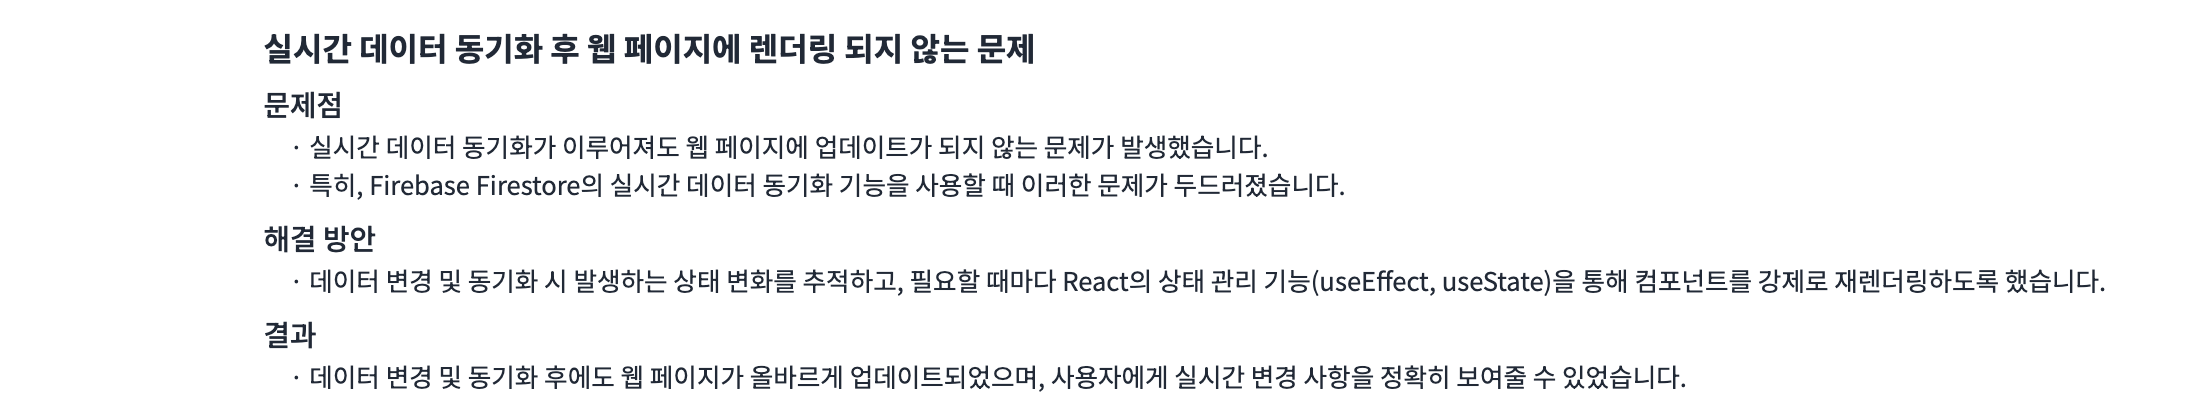 실시간 데이터 동기화 후 웹 페이지에 렌더링 되지 않는 문제
문제점
· 실시간 데이터 동기화가 이루어져도 웹 페이지에 업데이트가 되지 않는 문제가 발생했습니다.
· 특히, Firebase Firestore의 실시간 데이터 동기화 기능을 사용할 때 이러한 문제가 두드러졌습니다.
해결 방안
· 데이터 변경 및 동기화 시 발생하는 상태 변화를 추적하고, 필요할 때마다 React의 상태 관리 기능(useEffect, useState)을 통해 컴포넌트를 강제로 재렌더링하도록 했습니다.
결과
· 데이터 변경 및 동기화 후에도 웹 페이지가 올바르게 업데이트되었으며, 사용자에게 실시간 변경 사항을 정확히 보여줄 수 있었습니다.